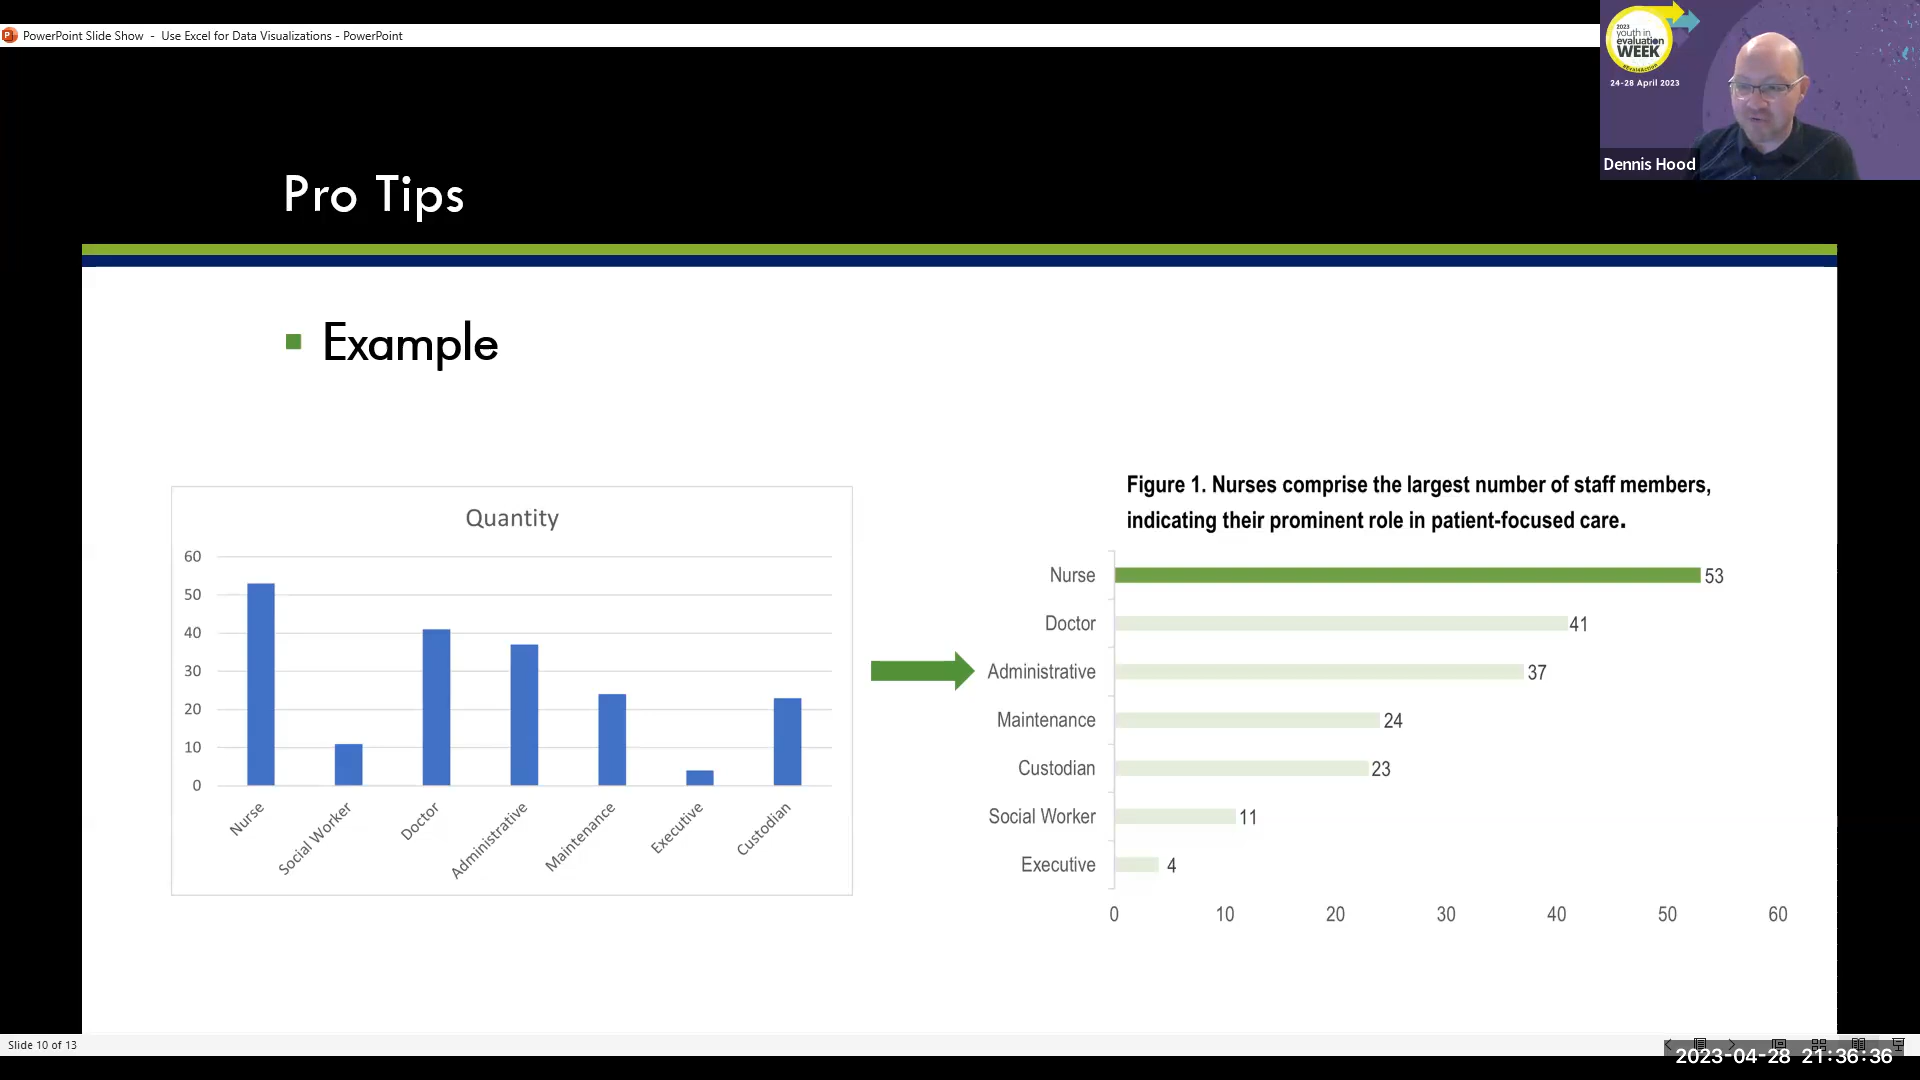 PowerPoint Slide Show - Use Excel for Data Visualizations - PowerPoint
2023
youth in
evaluation
WEEK
#Eval4Action
24-28 April 2023
Dennis Hood
Pro Tips
Example
Quantity
60
50
40
30
20
10
0
Nurse
Social Worker
Doctor
Administrative
Maintenance
Executive
Custodian
Figure 1. Nurses comprise the largest number of staff members,
indicating their prominent role in patient-focused care.
Nurse 53
Doctor 41
Administrative 37
Maintenance 24
Custodian 23
Social Worker 11
Executive 4
0 10 20 30 40 50 60
Slide 10 of 13
2023-04-28 21:36:36